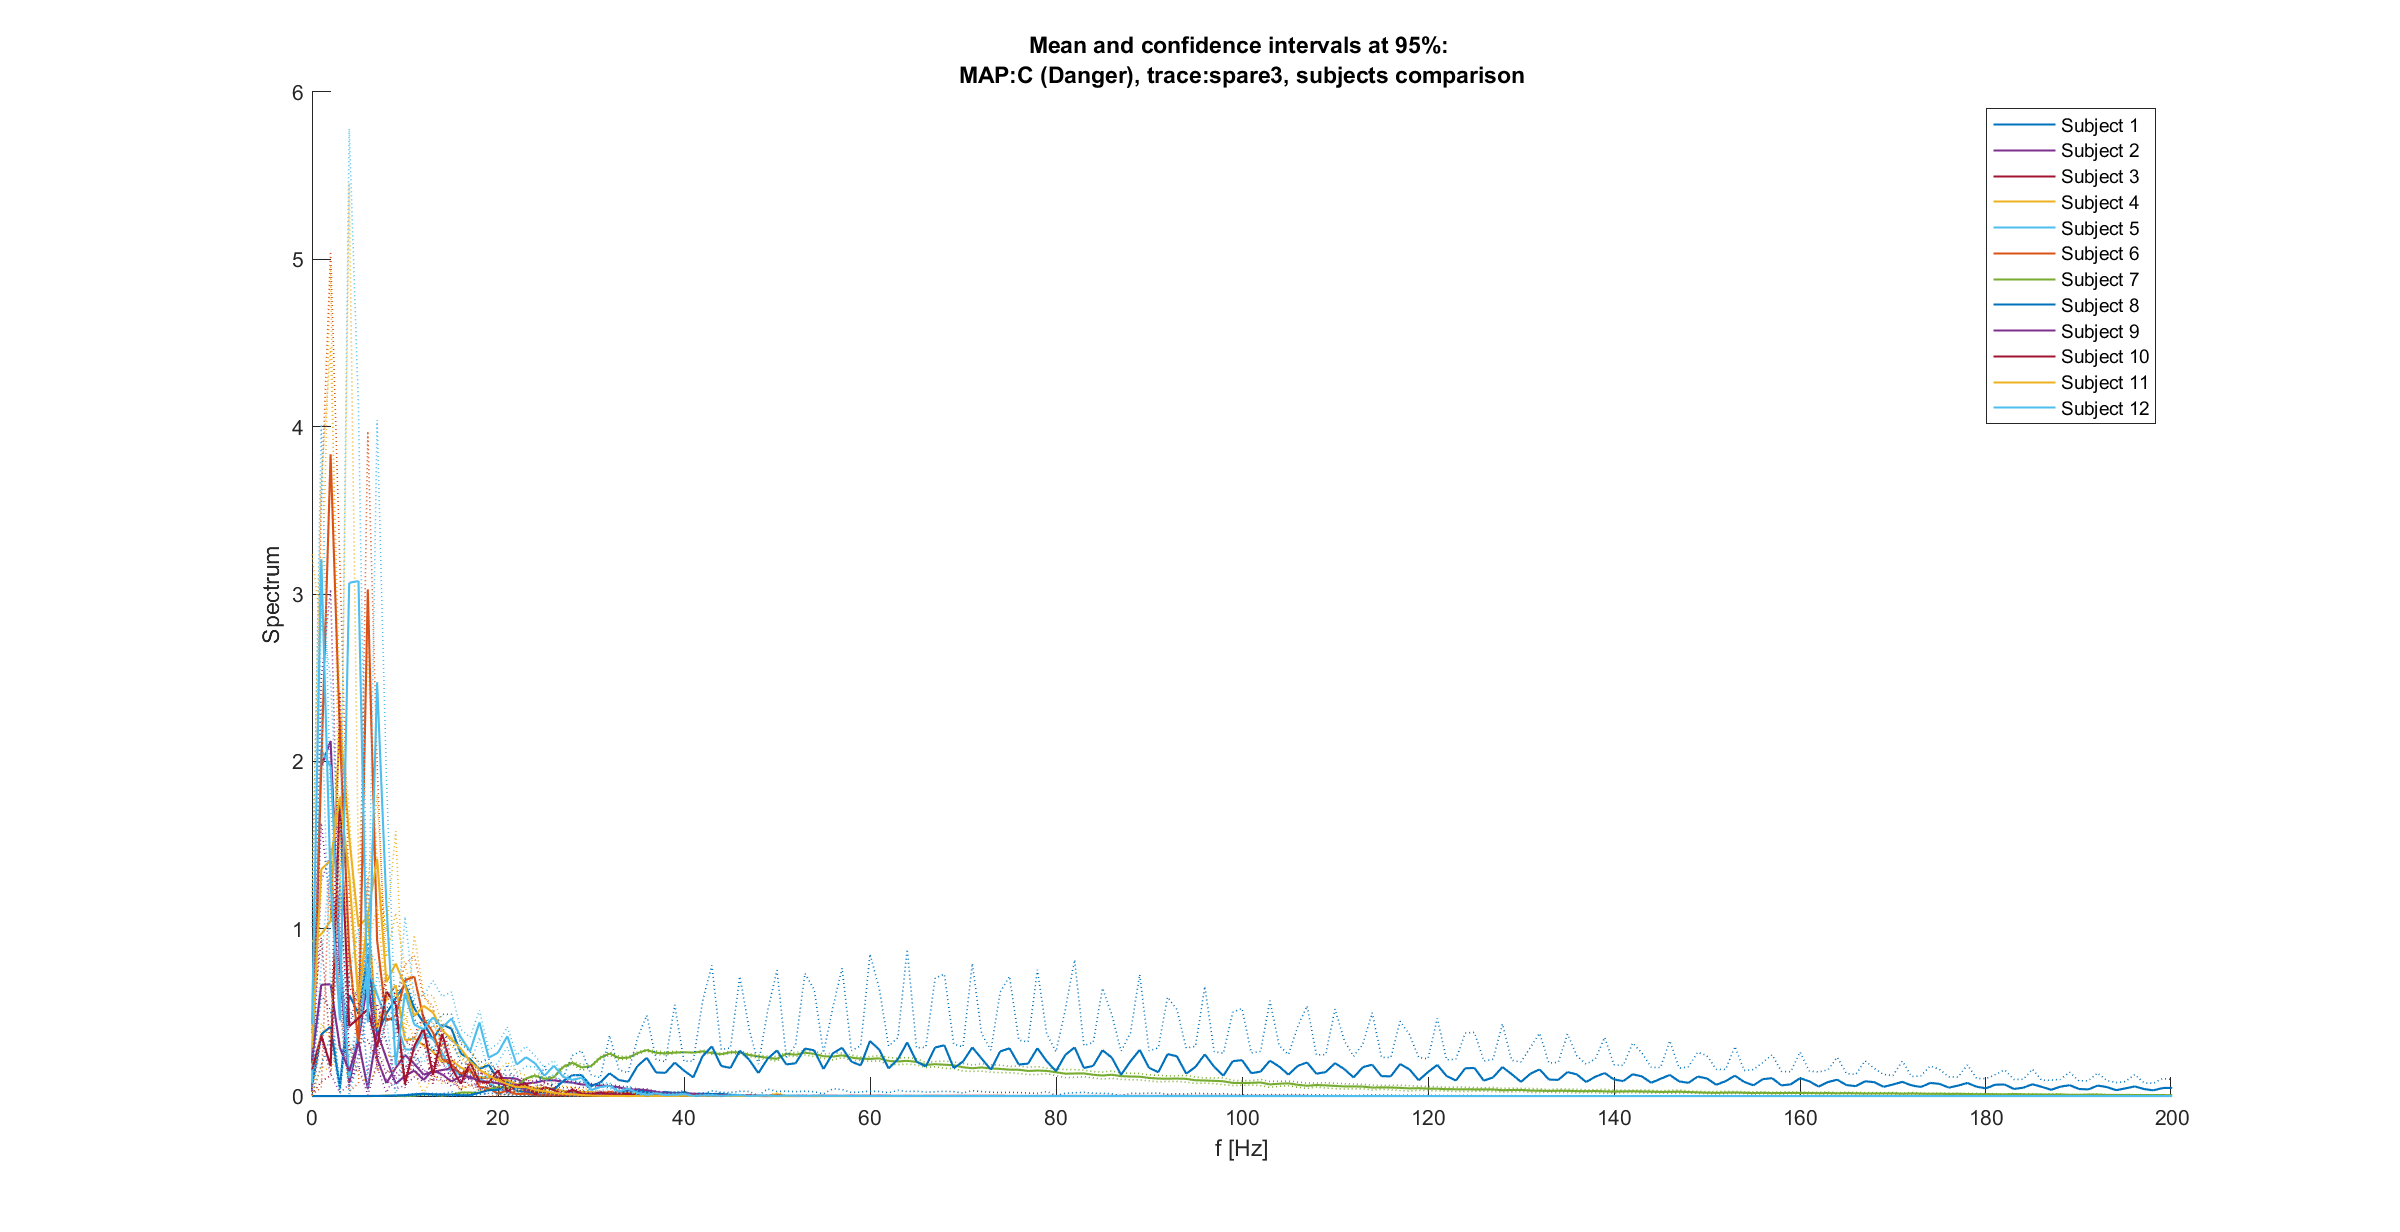 Mean and confidence intervals at 95%:
MAP:C (Danger), trace:spare3, subjects comparison
6
5
4
3
2
1
0
Spectrum
Subject 1
Subject 2
Subject 3
Subject 4
Subject 5
Subject 6
Subject 7
Subject 8
Subject 9
Subject 10
Subject 11
Subject 12
0 20 40 60 80 100 120 140 160 180 200
f [Hz]